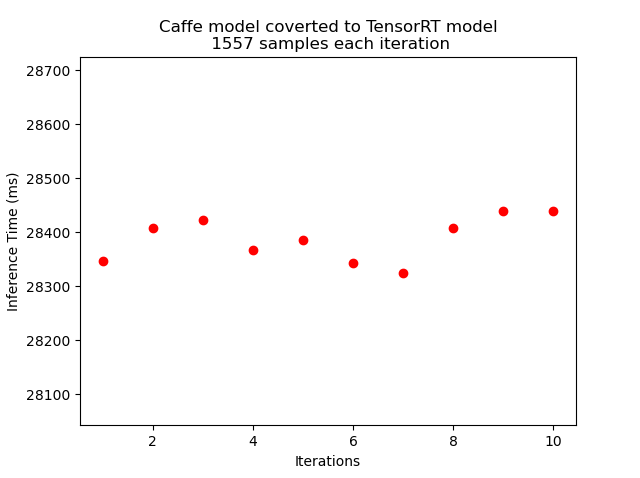 Caffe model coverted to TensorRT model
1557 samples each iteration
28700
28600
28500
28400
28300
28200
28100
Inference Time (ms)
2 4 6 8 10
Iterations